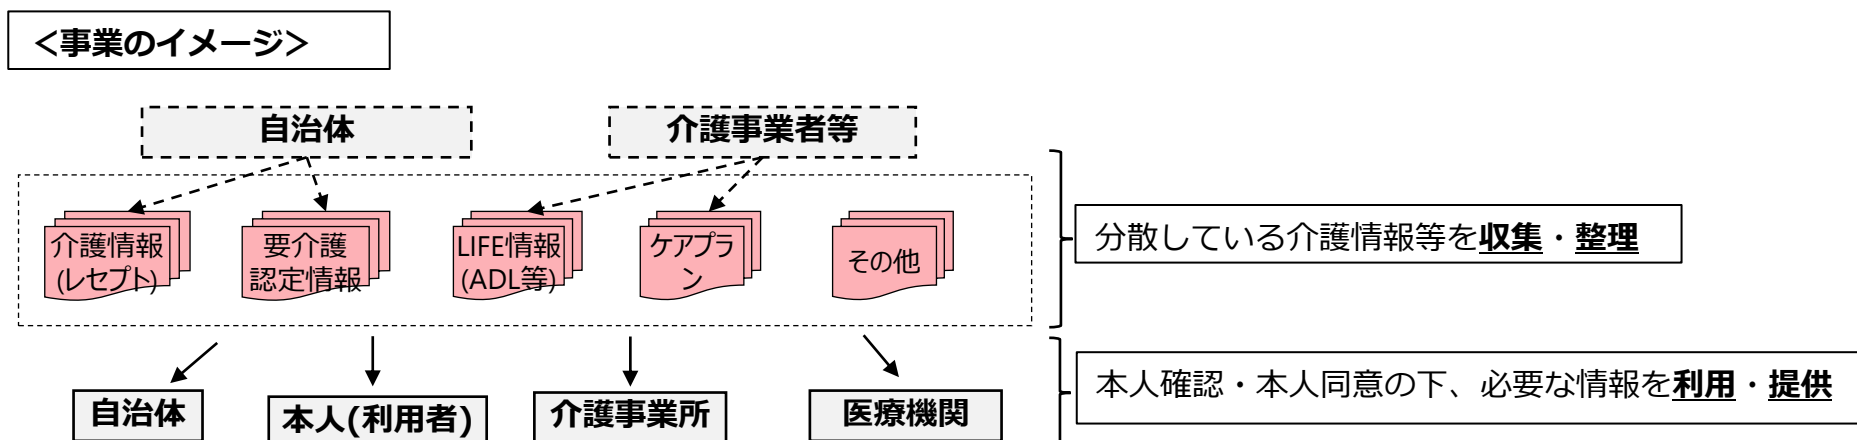 ＜事業のイメージ＞
自治体
介護事業者等
介護情報
(レセプト)
要介護
認定情報
LIFE情報
(ADL等)
ケアプラ
ン
その他
分散している介護情報等を収集・整理
自治体
本人(利用者)
介護事業所
医療機関
本人確認・本人同意の下、必要な情報を利用・提供